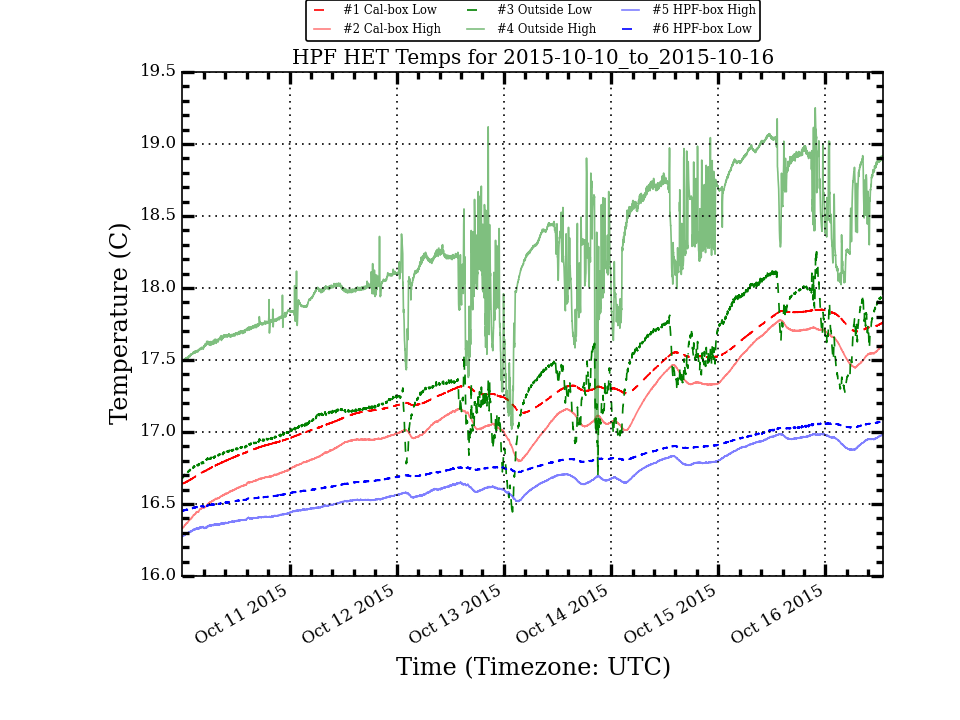 #1 Cal-box Low #3 Outside Low #5 HPF-box High
#2 Cal-box High #4 Outside High #6 HPF-box Low
HPF HET Temps for 2015-10-10_to_2015-10-16
19.5
19.0
18.5
18.0
17.5
17.0
16.5
16.0
Temperature (C)
Oct 11 2015 Oct 12 2015 Oct 13 2015 Oct 14 2015 Oct 15 2015 Oct 16 2015
Time (Timezone: UTC)